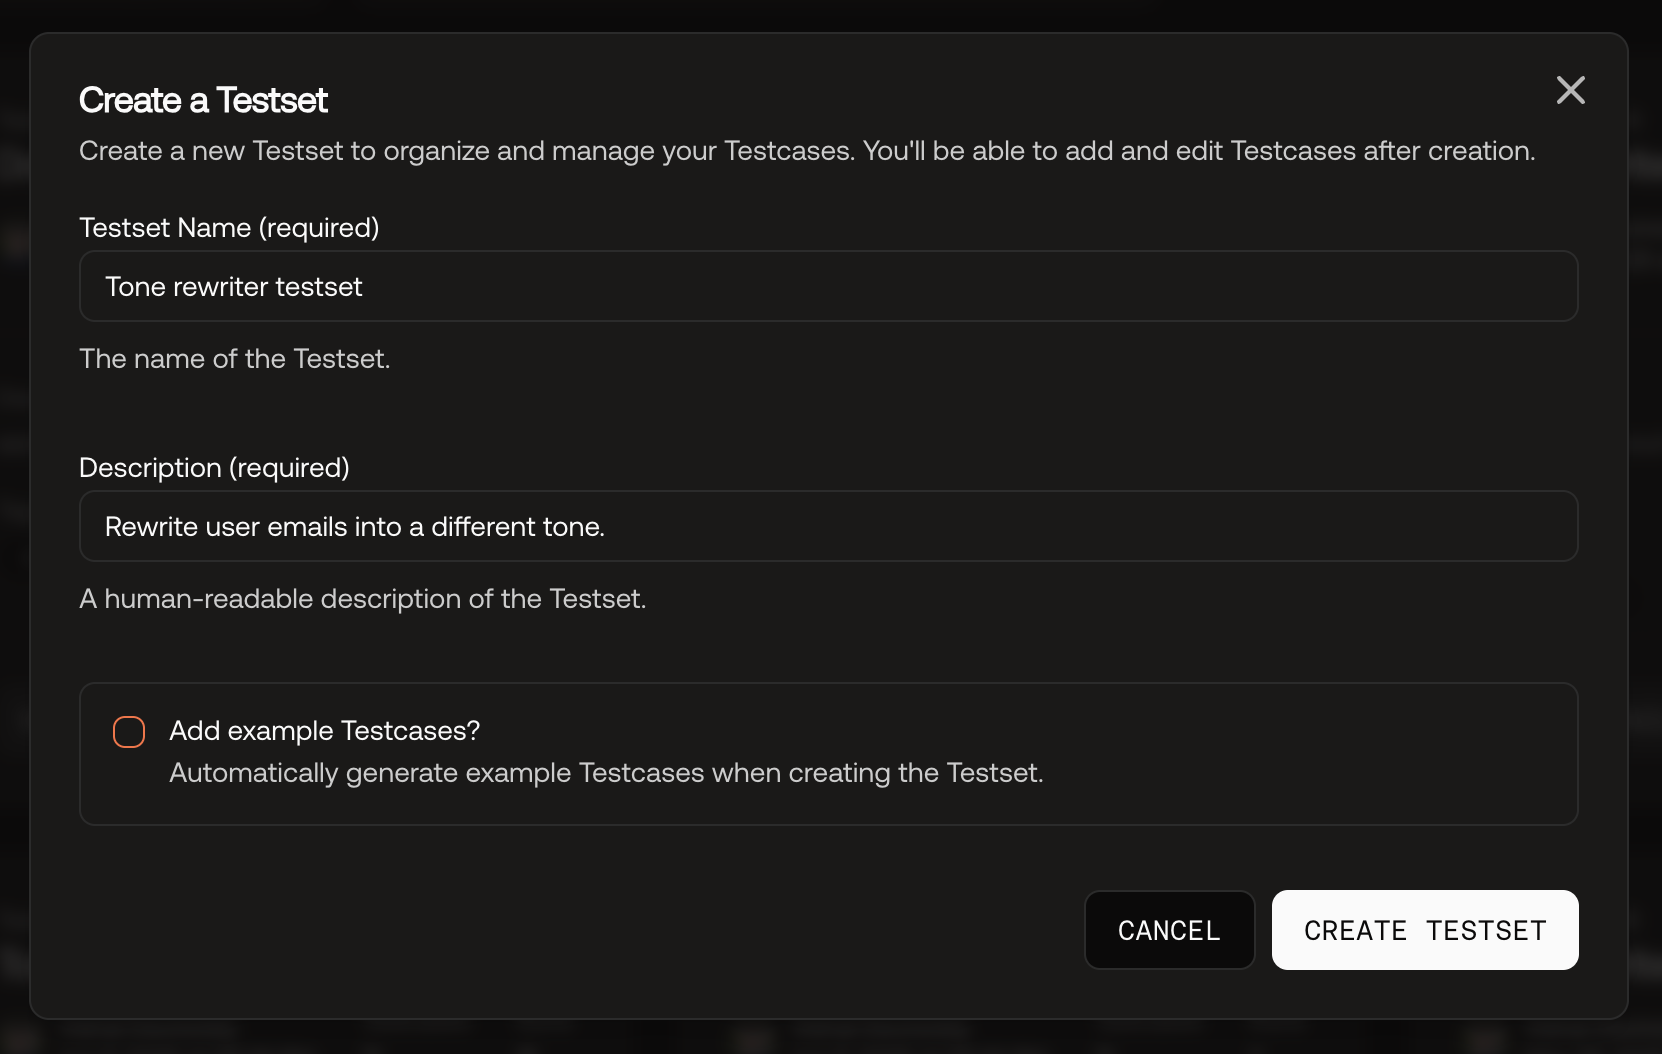 Create a Testset
Create a new Testset to organize and manage your Testcases. You'll be able to add and edit Testcases after creation.
Testset Name (required)
Tone rewriter testset
The name of the Testset.
Description (required)
Rewrite user emails into a different tone.
A human-readable description of the Testset.
Add example Testcases?
Automatically generate example Testcases when creating the Testset.
CANCEL
CREATE TESTSET